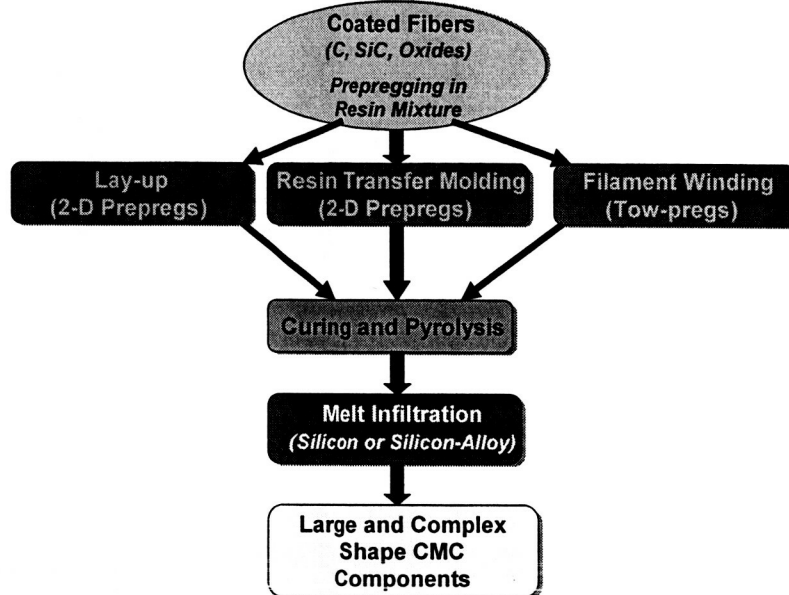 Coated Fibers
(C, SiC, Oxides)
Prepregging in
Resin Mixture
Lay-up
(2-D Prepregs)
Resin Transfer Molding
(2-D Prepregs)
Filament Winding
(Tow-pregs)
Curing and Pyrolysis
Melt Infiltration
(Silicon or Silicon-Alloy)
Large and Complex
Shape CMC
Components